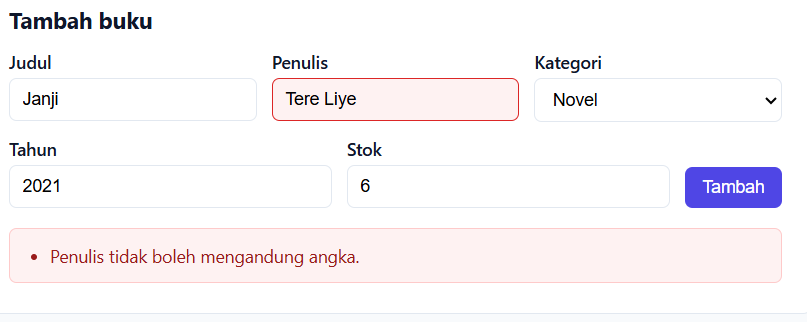 Tambah buku
Judul Penulis Kategori
Janji Tere Liye Novel
Tahun Stok
2021 6 Tambah
Penulis tidak boleh mengandung angka.